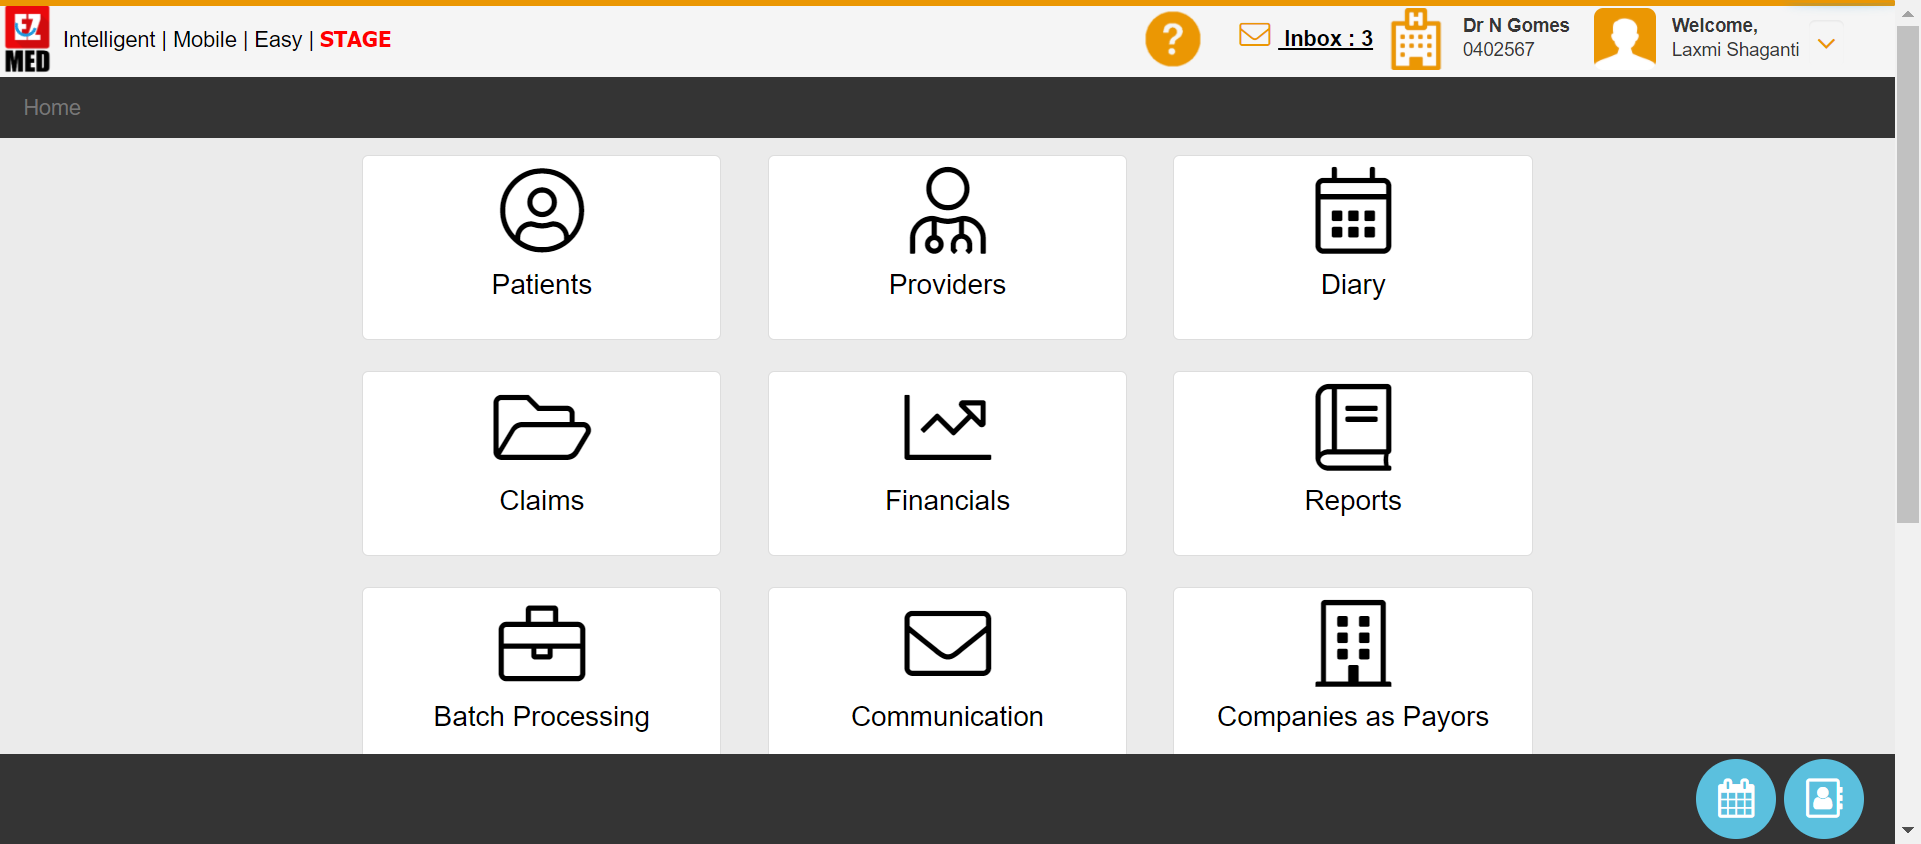 EZ
MED
Intelligent | Mobile | Easy | STAGE
?
Inbox : 3
H
Dr N Gomes
0402567
Welcome,
Laxmi Shaganti
Home
Patients
Providers
Diary
Claims
Financials
Reports
Batch Processing
Communication
Companies as Payors